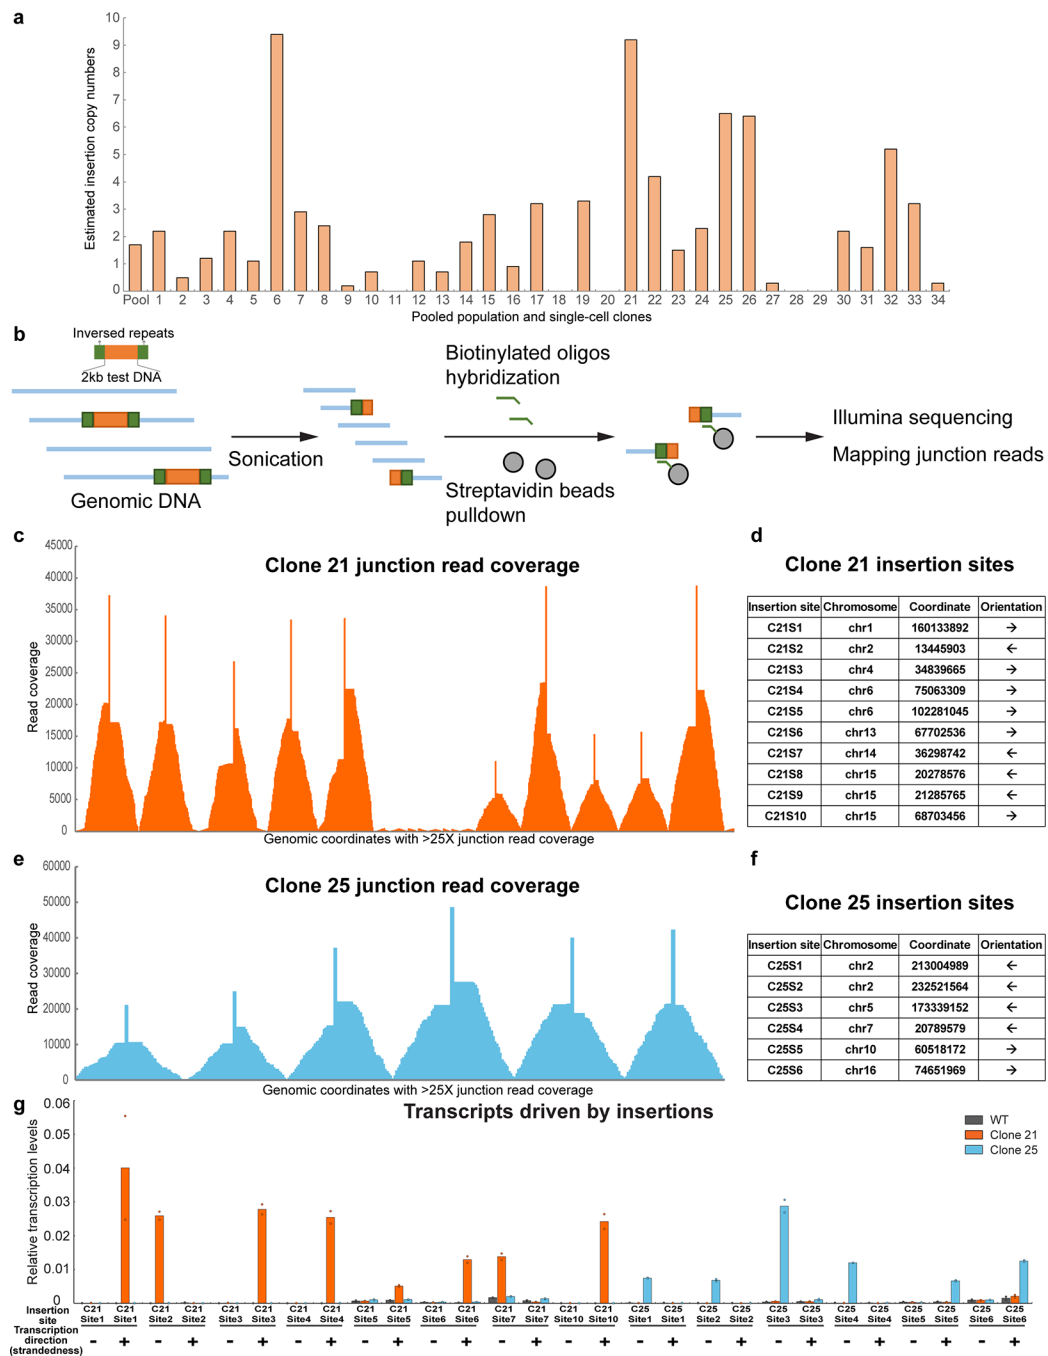 a
Estimated insertion copy numbers
10
9
8
7
6
5
4
3
2
1
0
Pool 1 2 3 4 5 6 7 8 9 10 11 12 13 14 15 16 17 18 19 20 21 22 23 24 25 26 27 28 29 30 31 32 33 34
Pooled population and single-cell clones
b
Inversed repeats
2kb test DNA
Genomic DNA
Sonication
Biotinylated oligos
hybridization
Streptavidin beads
pulldown
Illumina sequencing
Mapping junction reads
c
Clone 21 junction read coverage
Read coverage
45000
40000
35000
30000
25000
20000
15000
10000
5000
0
Genomic coordinates with >25X junction read coverage
d
Clone 21 insertion sites
Insertion site Chromosome Coordinate Orientation
C21S1 chr1 160133892 →
C21S2 chr2 13445903 ←
C21S3 chr4 34839665 →
C21S4 chr6 75063309 →
C21S5 chr6 102281045 →
C21S6 chr13 67702536 →
C21S7 chr14 36298742 ←
C21S8 chr15 20278576 ←
C21S9 chr15 21285765 ←
C21S10 chr15 68703456 →
e
Clone 25 junction read coverage
Read coverage
60000
50000
40000
30000
20000
10000
0
Genomic coordinates with >25X junction read coverage
f
Clone 25 insertion sites
Insertion site Chromosome Coordinate Orientation
C25S1 chr2 213004989 ←
C25S2 chr2 232521564 ←
C25S3 chr5 173339152 ←
C25S4 chr7 20789579 ←
C25S5 chr10 60518172 →
C25S6 chr16 74651969 →
g
Transcripts driven by insertions
Relative transcription levels
0.06
0.05
0.04
0.03
0.02
0.01
0
WT
Clone 21
Clone 25
Insertion
site
C21 C21 C21 C21 C21 C21 C21 C21 C21 C21 C21 C21 C21 C21 C21 C21 C25 C25 C25 C25 C25 C25 C25 C25 C25 C25 C25 C25
Site1 Site1 Site2 Site2 Site3 Site3 Site4 Site4 Site5 Site5 Site6 Site6 Site7 Site7 Site10 Site10 Site1 Site1 Site2 Site2 Site3 Site3 Site4 Site4 Site5 Site5 Site6 Site6
Transcription
direction
(strandedness)
- + - + - + - + - + - + - + - + - + - + - + - + - + - +